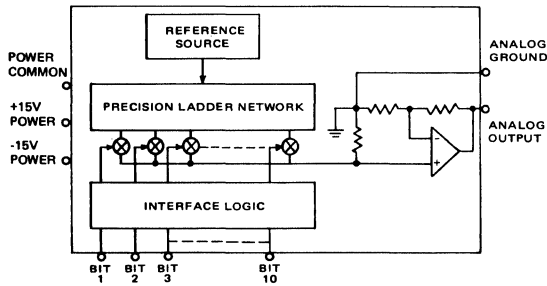 REFERENCE
SOURCE
POWER
COMMON
ANALOG
GROUND
PRECISION LADDER NETWORK
+15V
POWER
-15V
POWER
ANALOG
OUTPUT
-
+
INTERFACE LOGIC
BIT
1
BIT
2
BIT
3
BIT
10